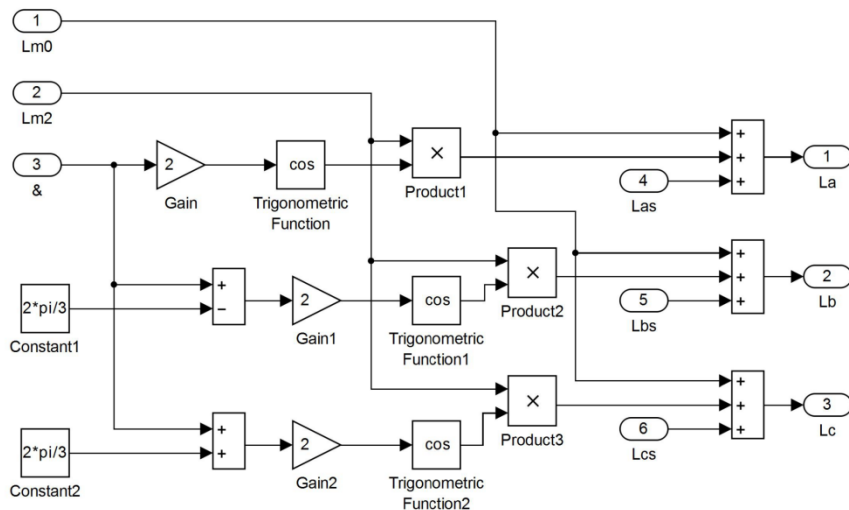 1
Lm0
2
Lm2
3
&
2
Gain
cos
Trigonometric
Function
×
Product1
4
Las
+
+
+
1
La
2*pi/3
Constant1
+
−
2
Gain1
cos
Trigonometric
Function1
×
Product2
5
Lbs
+
+
+
2
Lb
2*pi/3
Constant2
+
+
2
Gain2
cos
Trigonometric
Function2
×
Product3
6
Lcs
+
+
+
3
Lc